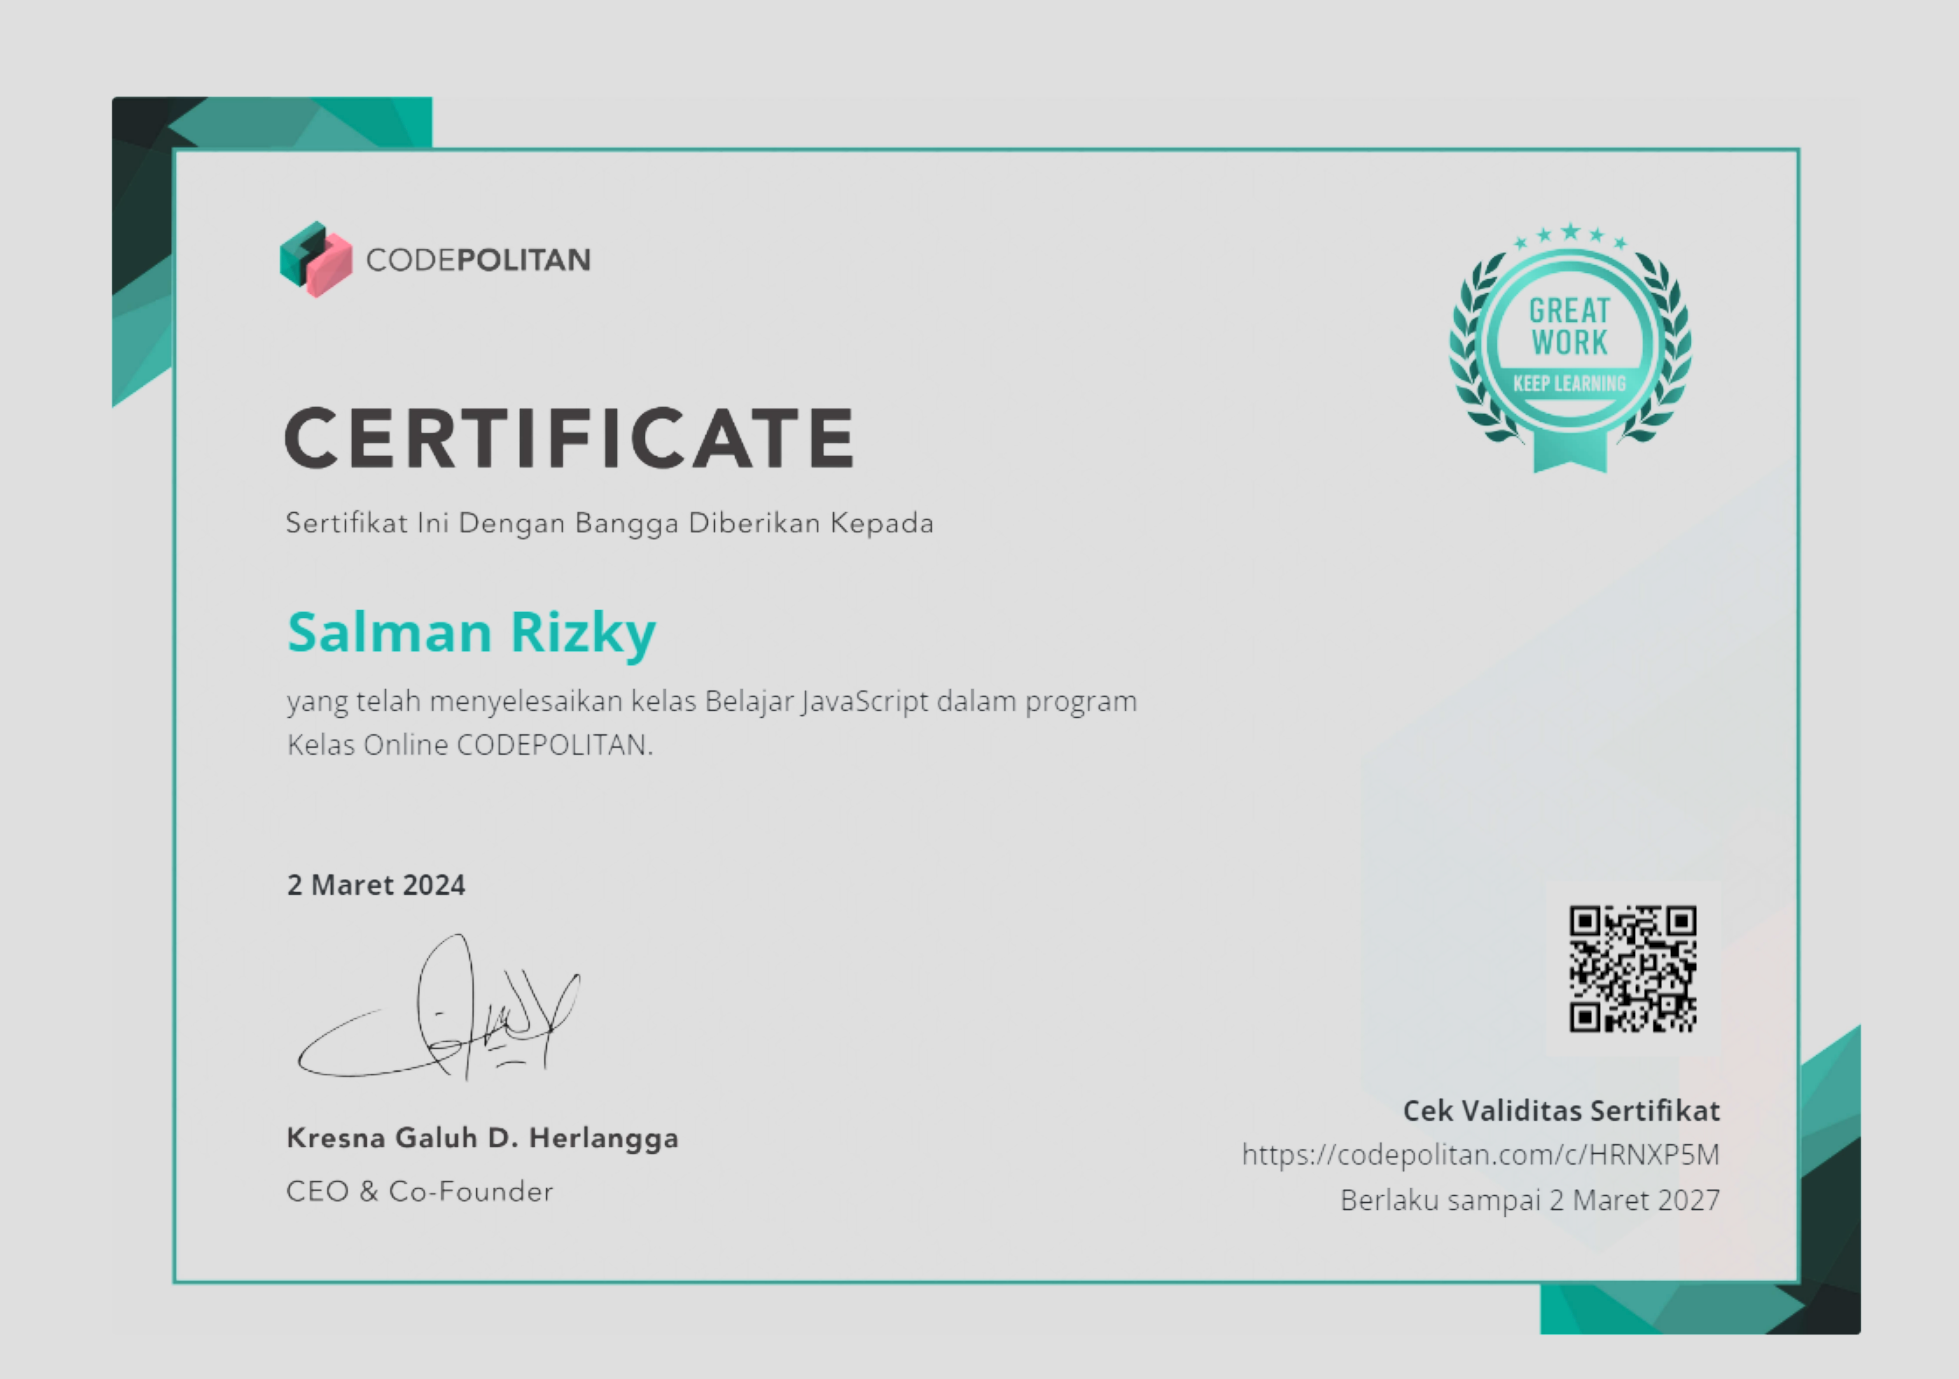 CODEPOLITAN
GREAT
WORK
KEEP LEARNING
CERTIFICATE
Sertifikat Ini Dengan Bangga Diberikan Kepada
Salman Rizky
yang telah menyelesaikan kelas Belajar JavaScript dalam program
Kelas Online CODEPOLITAN.
2 Maret 2024
Kresna Galuh D. Herlangga
CEO & Co-Founder
Cek Validitas Sertifikat
https://codepolitan.com/c/HRNXP5M
Berlaku sampai 2 Maret 2027